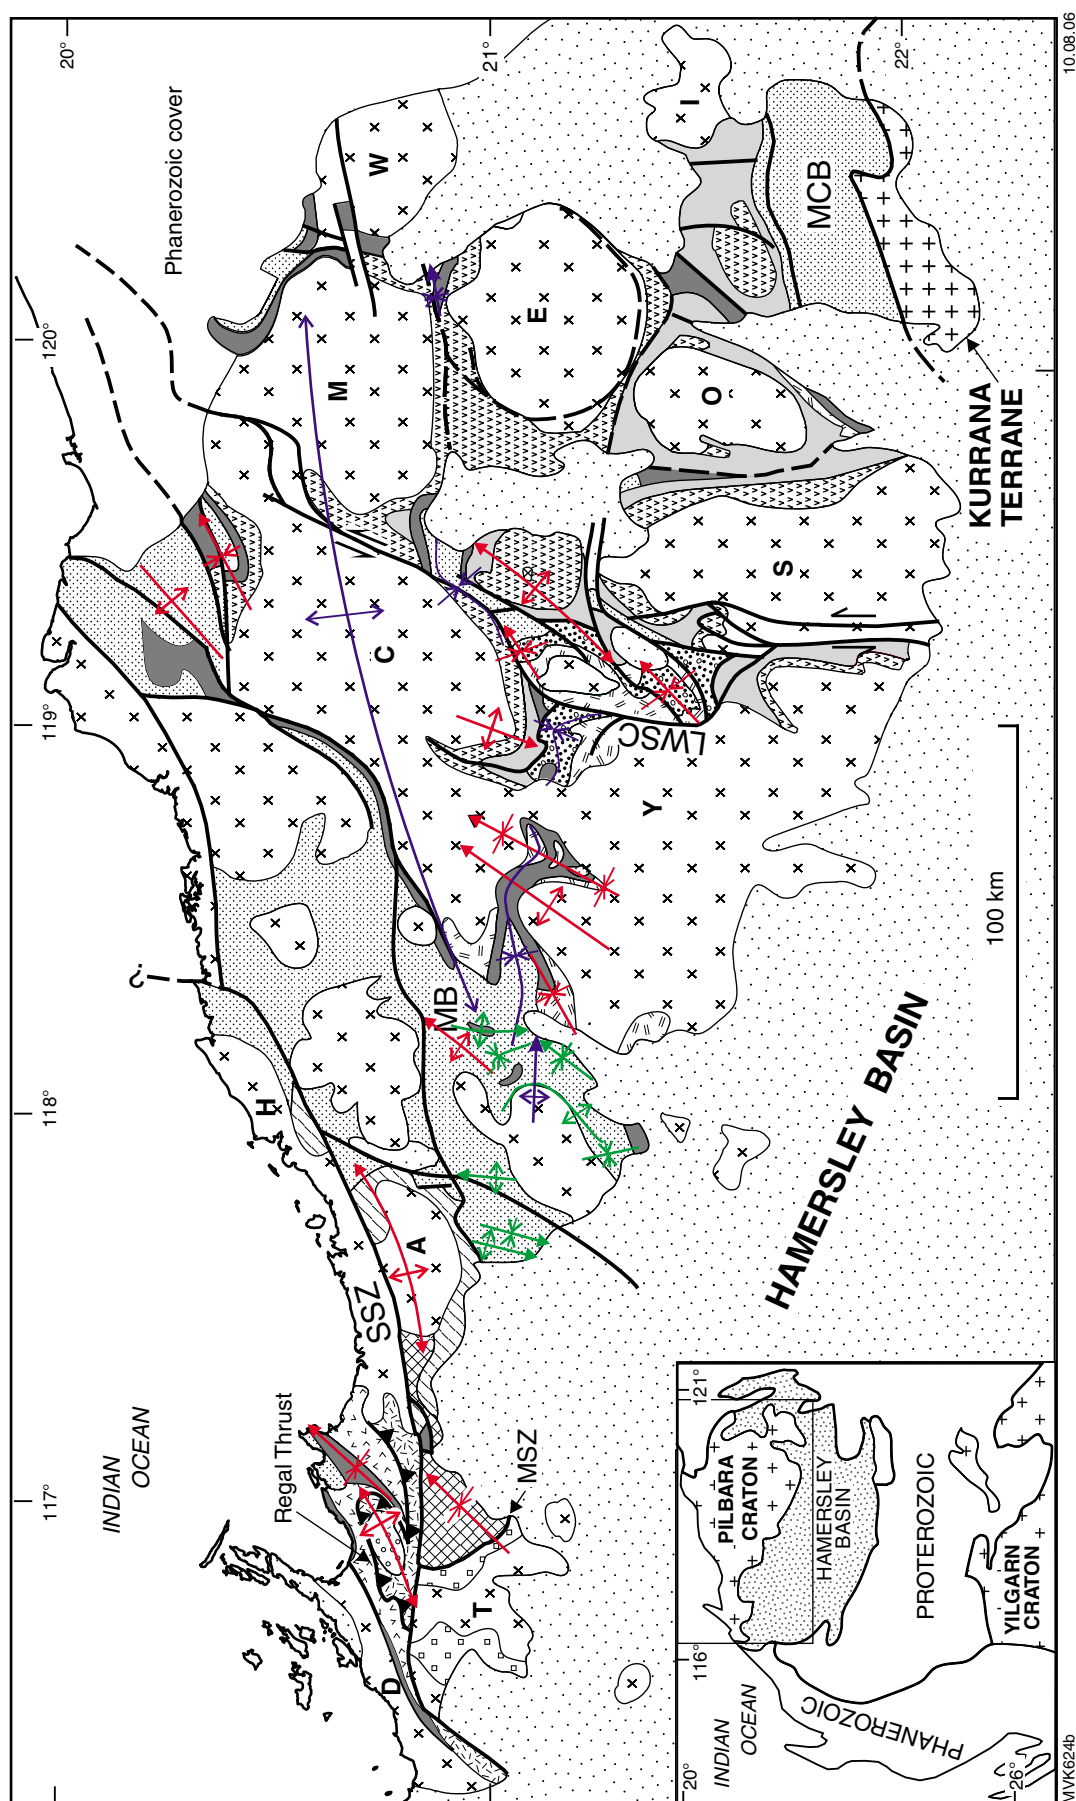 10.08.06
20°
21°
22°
Phanerozoic cover
W
I
MCB
120°
M
E
O
KURRANA
TERRANE
S
C
119°
LWSC
Y
100 km
?
MB
118°
H
A
SSZ
HAMERSLEY BASIN
INDIAN
OCEAN
Regal Thrust
117°
MSZ
T
D
121°
PILBARA
CRATON
HAMERSLEY
BASIN
PROTEROZOIC
YILGARN
CRATON
116°
INDIAN
OCEAN
PHANEROZOIC
20°
26°
MVK624b